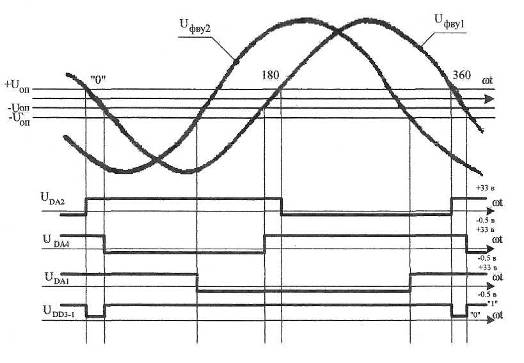 Uфву2
Uфву1
+Uоп
"0"
180
360
ωt
-Uоп
-Uоп
UDA2
+33 в
ωt
-0.5 в
+33 в
U DA4
ωt
-0.5 в
+33 в
UDA1
ωt
-0.5 в
"1"
UDD3-1
"0"
ωt